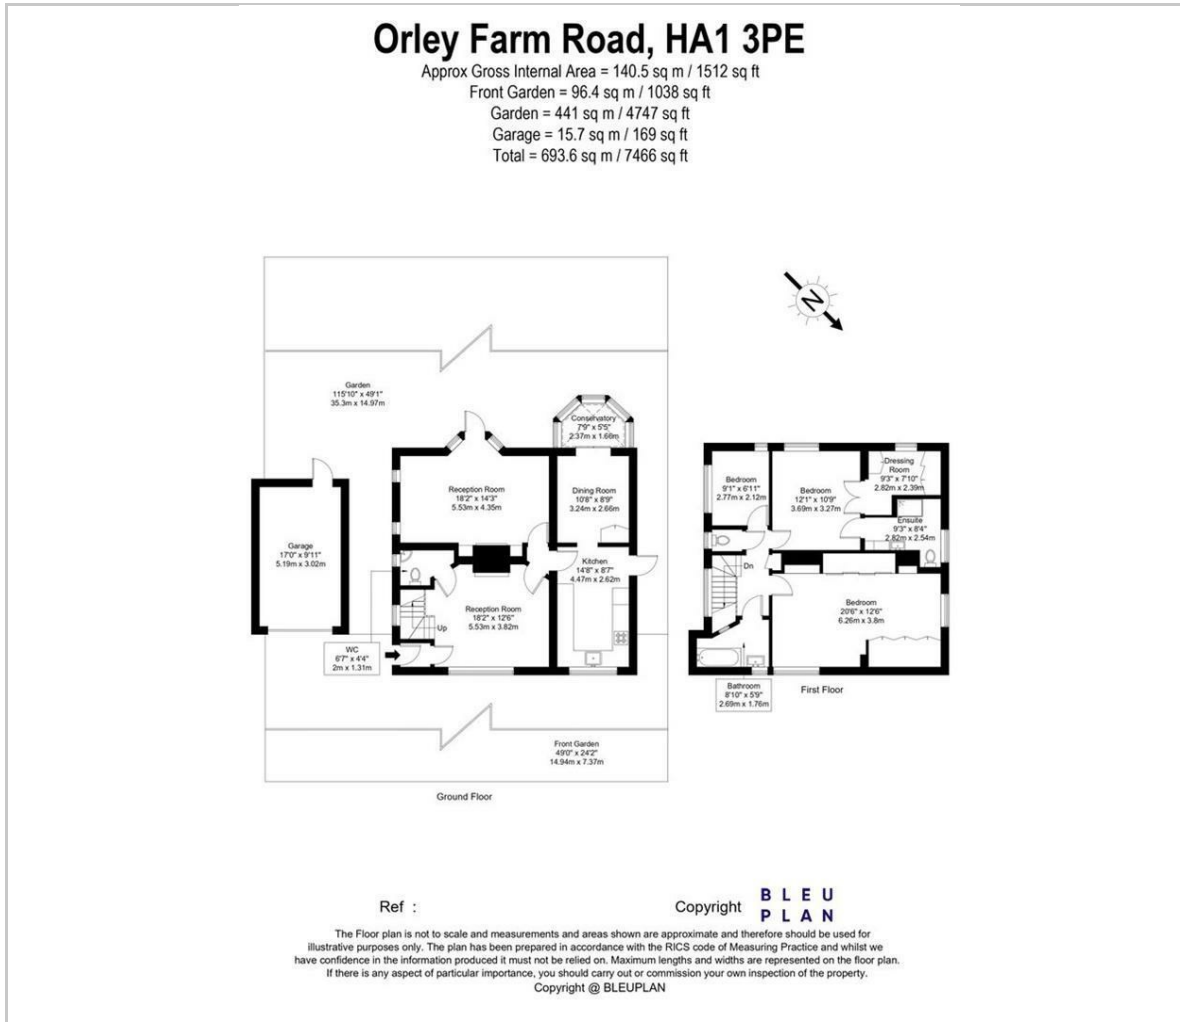 Orley Farm Road, HA1 3PE
Approx Gross Internal Area = 140.5 sq m / 1512 sq ft
Front Garden = 96.4 sq m / 1038 sq ft
Garden = 441 sq m / 4747 sq ft
Garage = 15.7 sq m / 169 sq ft
Total = 693.6 sq m / 7466 sq ft
N
Garden
115'10" x 49'1"
35.3m x 14.97m
Conservatory
7'9" x 5'5"
2.37m x 1.66m
Reception Room
18'2" x 14'3"
5.53m x 4.35m
Dining Room
10'8" x 8'9"
3.24m x 2.66m
Garage
17'0" x 9'11"
5.19m x 3.02m
Kitchen
14'8" x 8'7"
4.47m x 2.62m
Reception Room
18'2" x 12'6"
5.53m x 3.82m
Up
WC
6'7" x 4'4"
2m x 1.31m
Front Garden
49'0" x 24'2"
14.94m x 7.37m
Ground Floor
Bedroom
9'1" x 6'11"
2.77m x 2.12m
Bedroom
12'1" x 10'9"
3.69m x 3.27m
Dressing
Room
9'3" x 7'10"
2.82m x 2.39m
Ensuite
9'3" x 8'4"
2.82m x 2.54m
Dn
Bedroom
20'6" x 12'6"
6.26m x 3.8m
Bathroom
8'10" x 5'9"
2.69m x 1.76m
First Floor
Ref :
Copyright
BLEU
PLAN
The Floor plan is not to scale and measurements and areas shown are approximate and therefore should be used for
illustrative purposes only. The plan has been prepared in accordance with the RICS code of Measuring Practice and whilst we
have confidence in the information produced it must not be relied on. Maximum lengths and widths are represented on the floor plan.
If there is any aspect of particular importance, you should carry out or commission your own inspection of the property.
Copyright @ BLEUPLAN